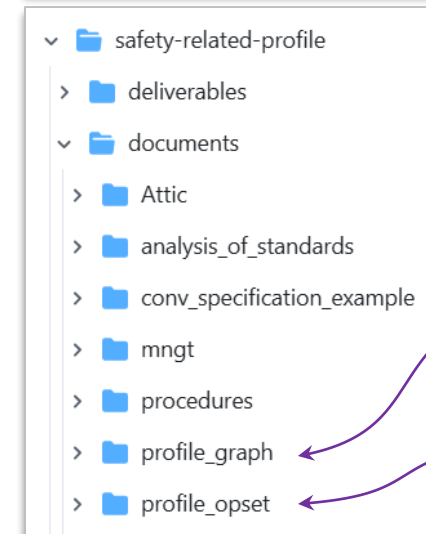 safety-related-profile
deliverables
documents
Attic
analysis_of_standards
conv_specification_example
mngt
procedures
profile_graph
profile_opset